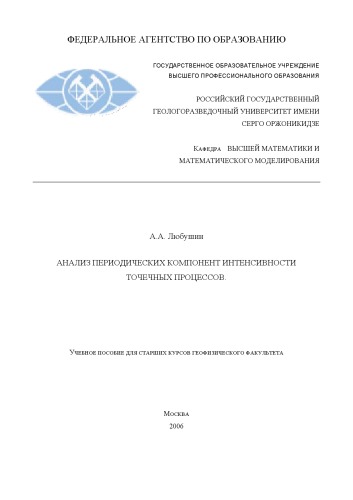 ФЕДЕРАЛЬНОЕ АГЕНТСТВО ПО ОБРАЗОВАНИЮ
ГОСУДАРСТВЕННОЕ ОБРАЗОВАТЕЛЬНОЕ УЧРЕЖДЕНИЕ
ВЫСШЕГО ПРОФЕССИОНАЛЬНОГО ОБРАЗОВАНИЯ
РОССИЙСКИЙ ГОСУДАРСТВЕННЫЙ
ГЕОЛОГОРАЗВЕДОЧНЫЙ УНИВЕРСИТЕТ ИМЕНИ
СЕРГО ОРЖОНИКИДЗЕ
КАФЕДРА ВЫСШЕЙ МАТЕМАТИКИ И
МАТЕМАТИЧЕСКОГО МОДЕЛИРОВАНИЯ
А.А. Любушин
АНАЛИЗ ПЕРИОДИЧЕСКИХ КОМПОНЕНТ ИНТЕНСИВНОСТИ
ТОЧЕЧНЫХ ПРОЦЕССОВ.
УЧЕБНОЕ ПОСОБИЕ ДЛЯ СТАРШИХ КУРСОВ ГЕОФИЗИЧЕСКОГО ФАКУЛЬТЕТА
МОСКВА
2006